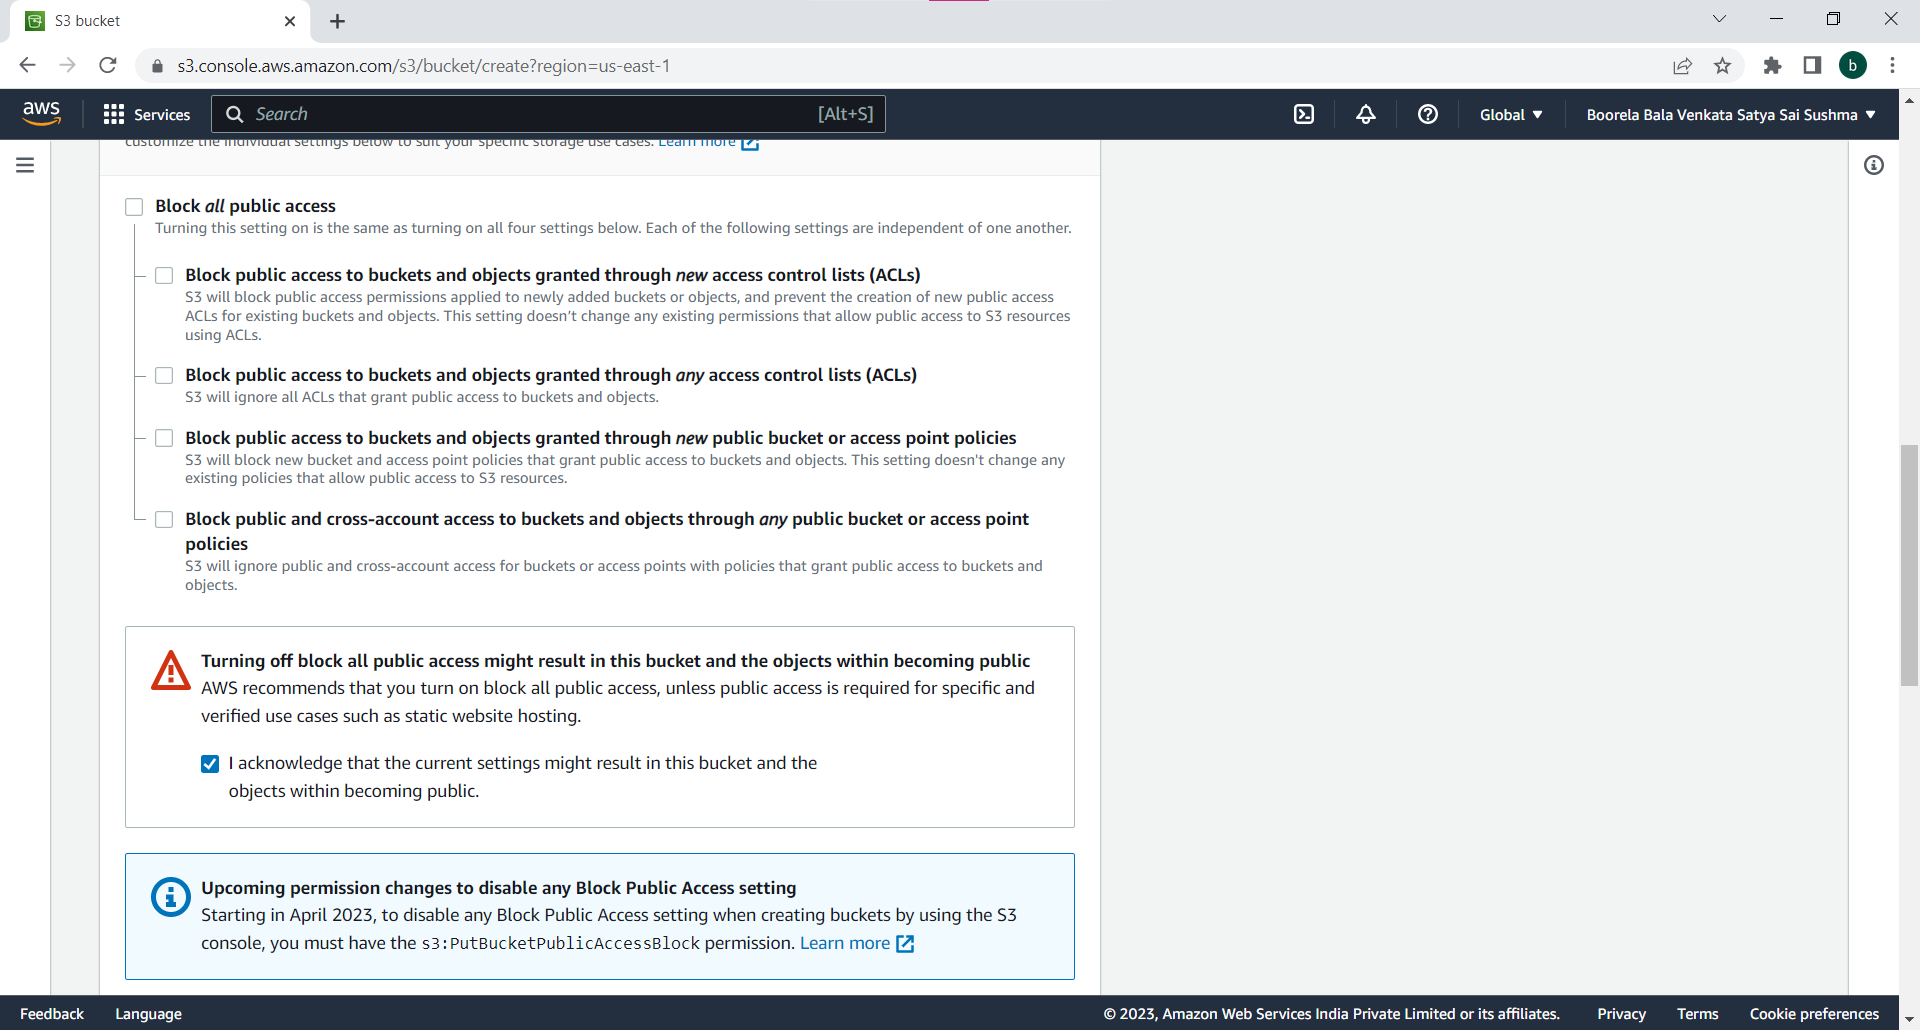 S3 bucket
s3.console.aws.amazon.com/s3/bucket/create?region=us-east-1
b
aws
Services
Search
[Alt+S]
Global
Boorela Bala Venkata Satya Sai Sushma
customize the individual settings below to suit your specific storage use cases. Learn more
Block all public access
Turning this setting on is the same as turning on all four settings below. Each of the following settings are independent of one another.
Block public access to buckets and objects granted through new access control lists (ACLs)
S3 will block public access permissions applied to newly added buckets or objects, and prevent the creation of new public access
ACLs for existing buckets and objects. This setting doesn't change any existing permissions that allow public access to S3 resources
using ACLs.
Block public access to buckets and objects granted through any access control lists (ACLs)
S3 will ignore all ACLs that grant public access to buckets and objects.
Block public access to buckets and objects granted through new public bucket or access point policies
S3 will block new bucket and access point policies that grant public access to buckets and objects. This setting doesn't change any
existing policies that allow public access to S3 resources.
Block public and cross-account access to buckets and objects through any public bucket or access point
policies
S3 will ignore public and cross-account access for buckets or access points with policies that grant public access to buckets and
objects.
Turning off block all public access might result in this bucket and the objects within becoming public
AWS recommends that you turn on block all public access, unless public access is required for specific and
verified use cases such as static website hosting.
I acknowledge that the current settings might result in this bucket and the
objects within becoming public.
Upcoming permission changes to disable any Block Public Access setting
Starting in April 2023, to disable any Block Public Access setting when creating buckets by using the S3
console, you must have the s3:PutBucketPublicAccessBlock permission. Learn more
Feedback
Language
© 2023, Amazon Web Services India Private Limited or its affiliates.
Privacy
Terms
Cookie preferences